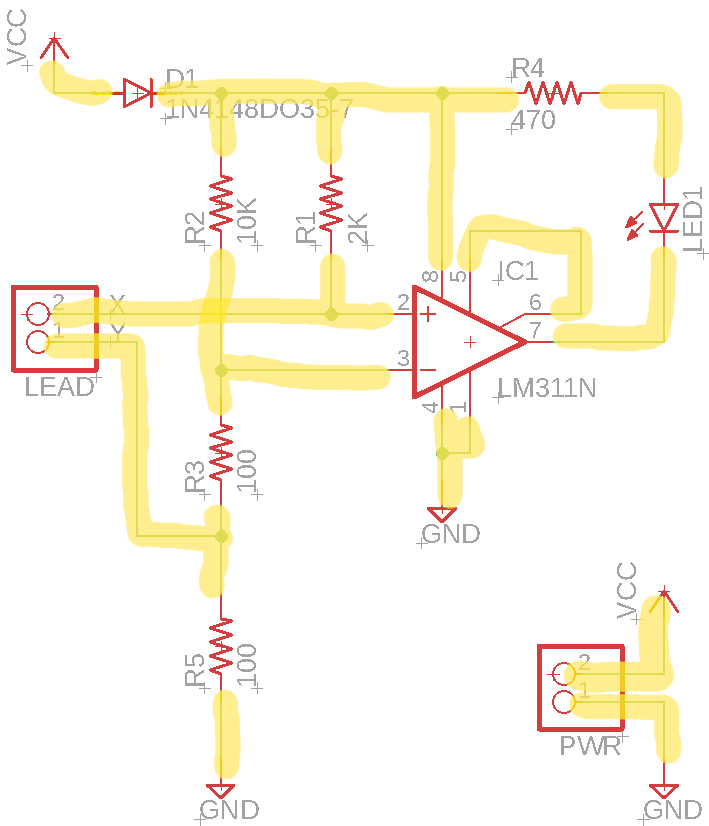 VCC
D1
1N4148DO35-7
R4
470
R2
10K
R1
2K
LED1
8
5
IC1
2
3
6
7
4
1
LM311N
2
X
1
Y
LEAD
R3
100
GND
R5
100
GND
VCC
2
1
PWR
GND